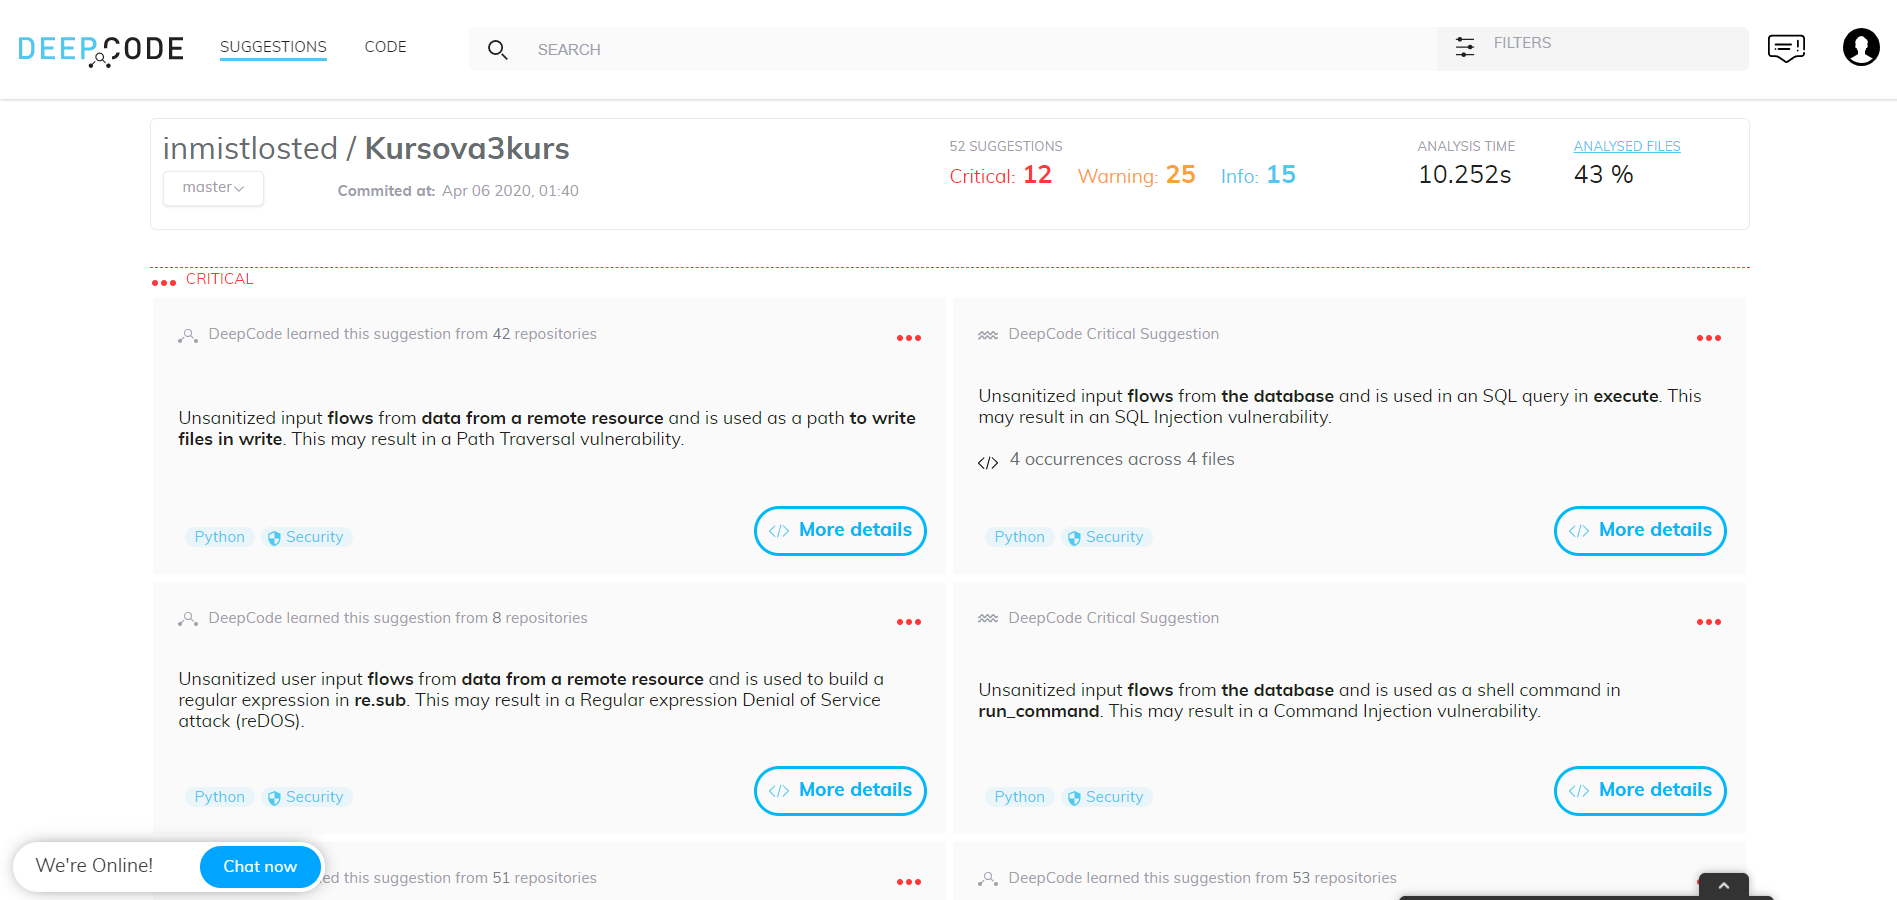 DEEPCODE
SUGGESTIONS
CODE
SEARCH
FILTERS
inmistlosted / Kursova3kurs
master
Commited at: Apr 06 2020, 01:40
52 SUGGESTIONS
Critical: 12 Warning: 25 Info: 15
ANALYSIS TIME
10.252s
ANALYSED FILES
43 %
CRITICAL
DeepCode learned this suggestion from 42 repositories
Unsanitized input flows from data from a remote resource and is used as a path to write
files in write. This may result in a Path Traversal vulnerability.
Python Security
</> More details
DeepCode Critical Suggestion
Unsanitized input flows from the database and is used in an SQL query in execute. This
may result in an SQL Injection vulnerability.
</> 4 occurrences across 4 files
Python Security
</> More details
DeepCode learned this suggestion from 8 repositories
Unsanitized user input flows from data from a remote resource and is used to build a
regular expression in re.sub. This may result in a Regular expression Denial of Service
attack (reDOS).
Python Security
</> More details
DeepCode Critical Suggestion
Unsanitized input flows from the database and is used as a shell command in
run_command. This may result in a Command Injection vulnerability.
Python Security
</> More details
We're Online!
Chat now
ed this suggestion from 51 repositories
DeepCode learned this suggestion from 53 repositories